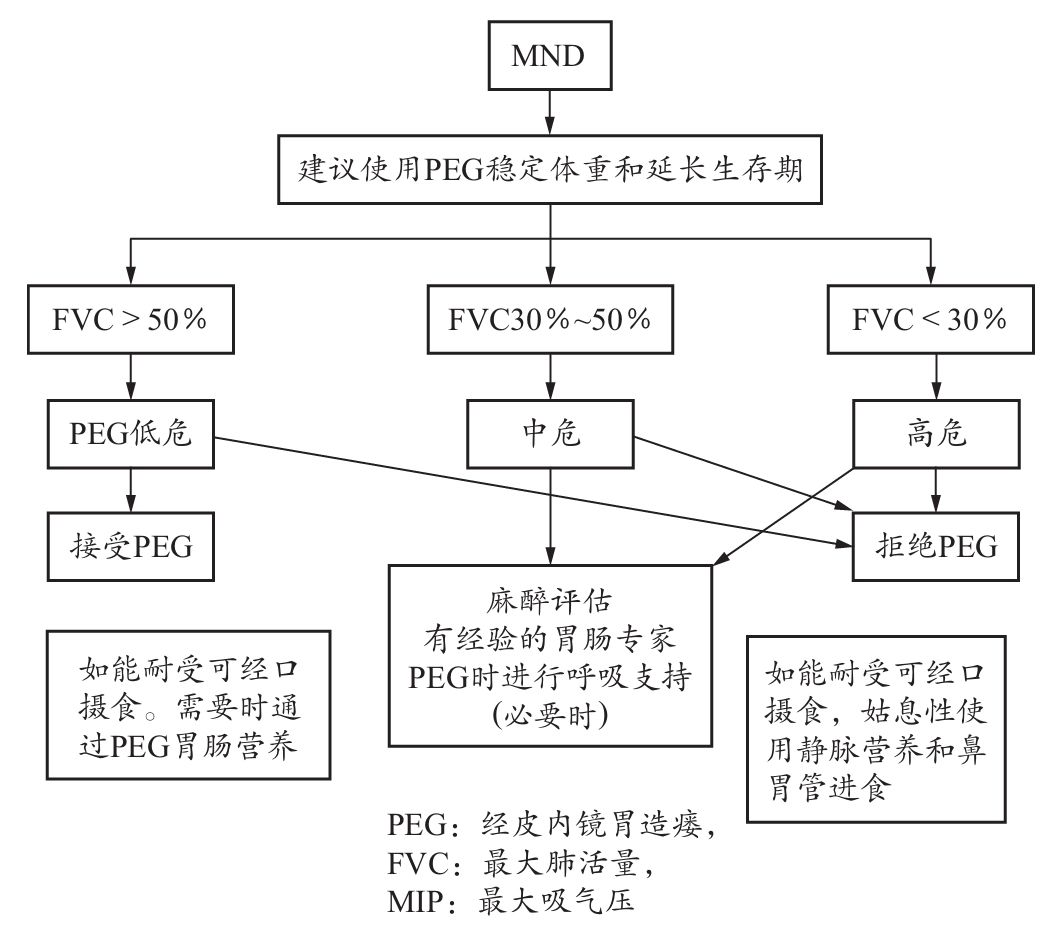 MND
建议使用PEG稳定体重和延长生存期
FVC > 50%
FVC30%~50%
FVC < 30%
PEG低危
中危
高危
接受PEG
拒绝PEG
麻醉评估
有经验的胃肠专家
PEG时进行呼吸支持
(必要时)
如能耐受可经口
摄食。需要时通
过PEG胃肠营养
如能耐受可经口
摄食，姑息性使
用静脉营养和鼻
胃管进食
PEG：经皮内镜胃造瘘，
FVC：最大肺活量，
MIP：最大吸气压